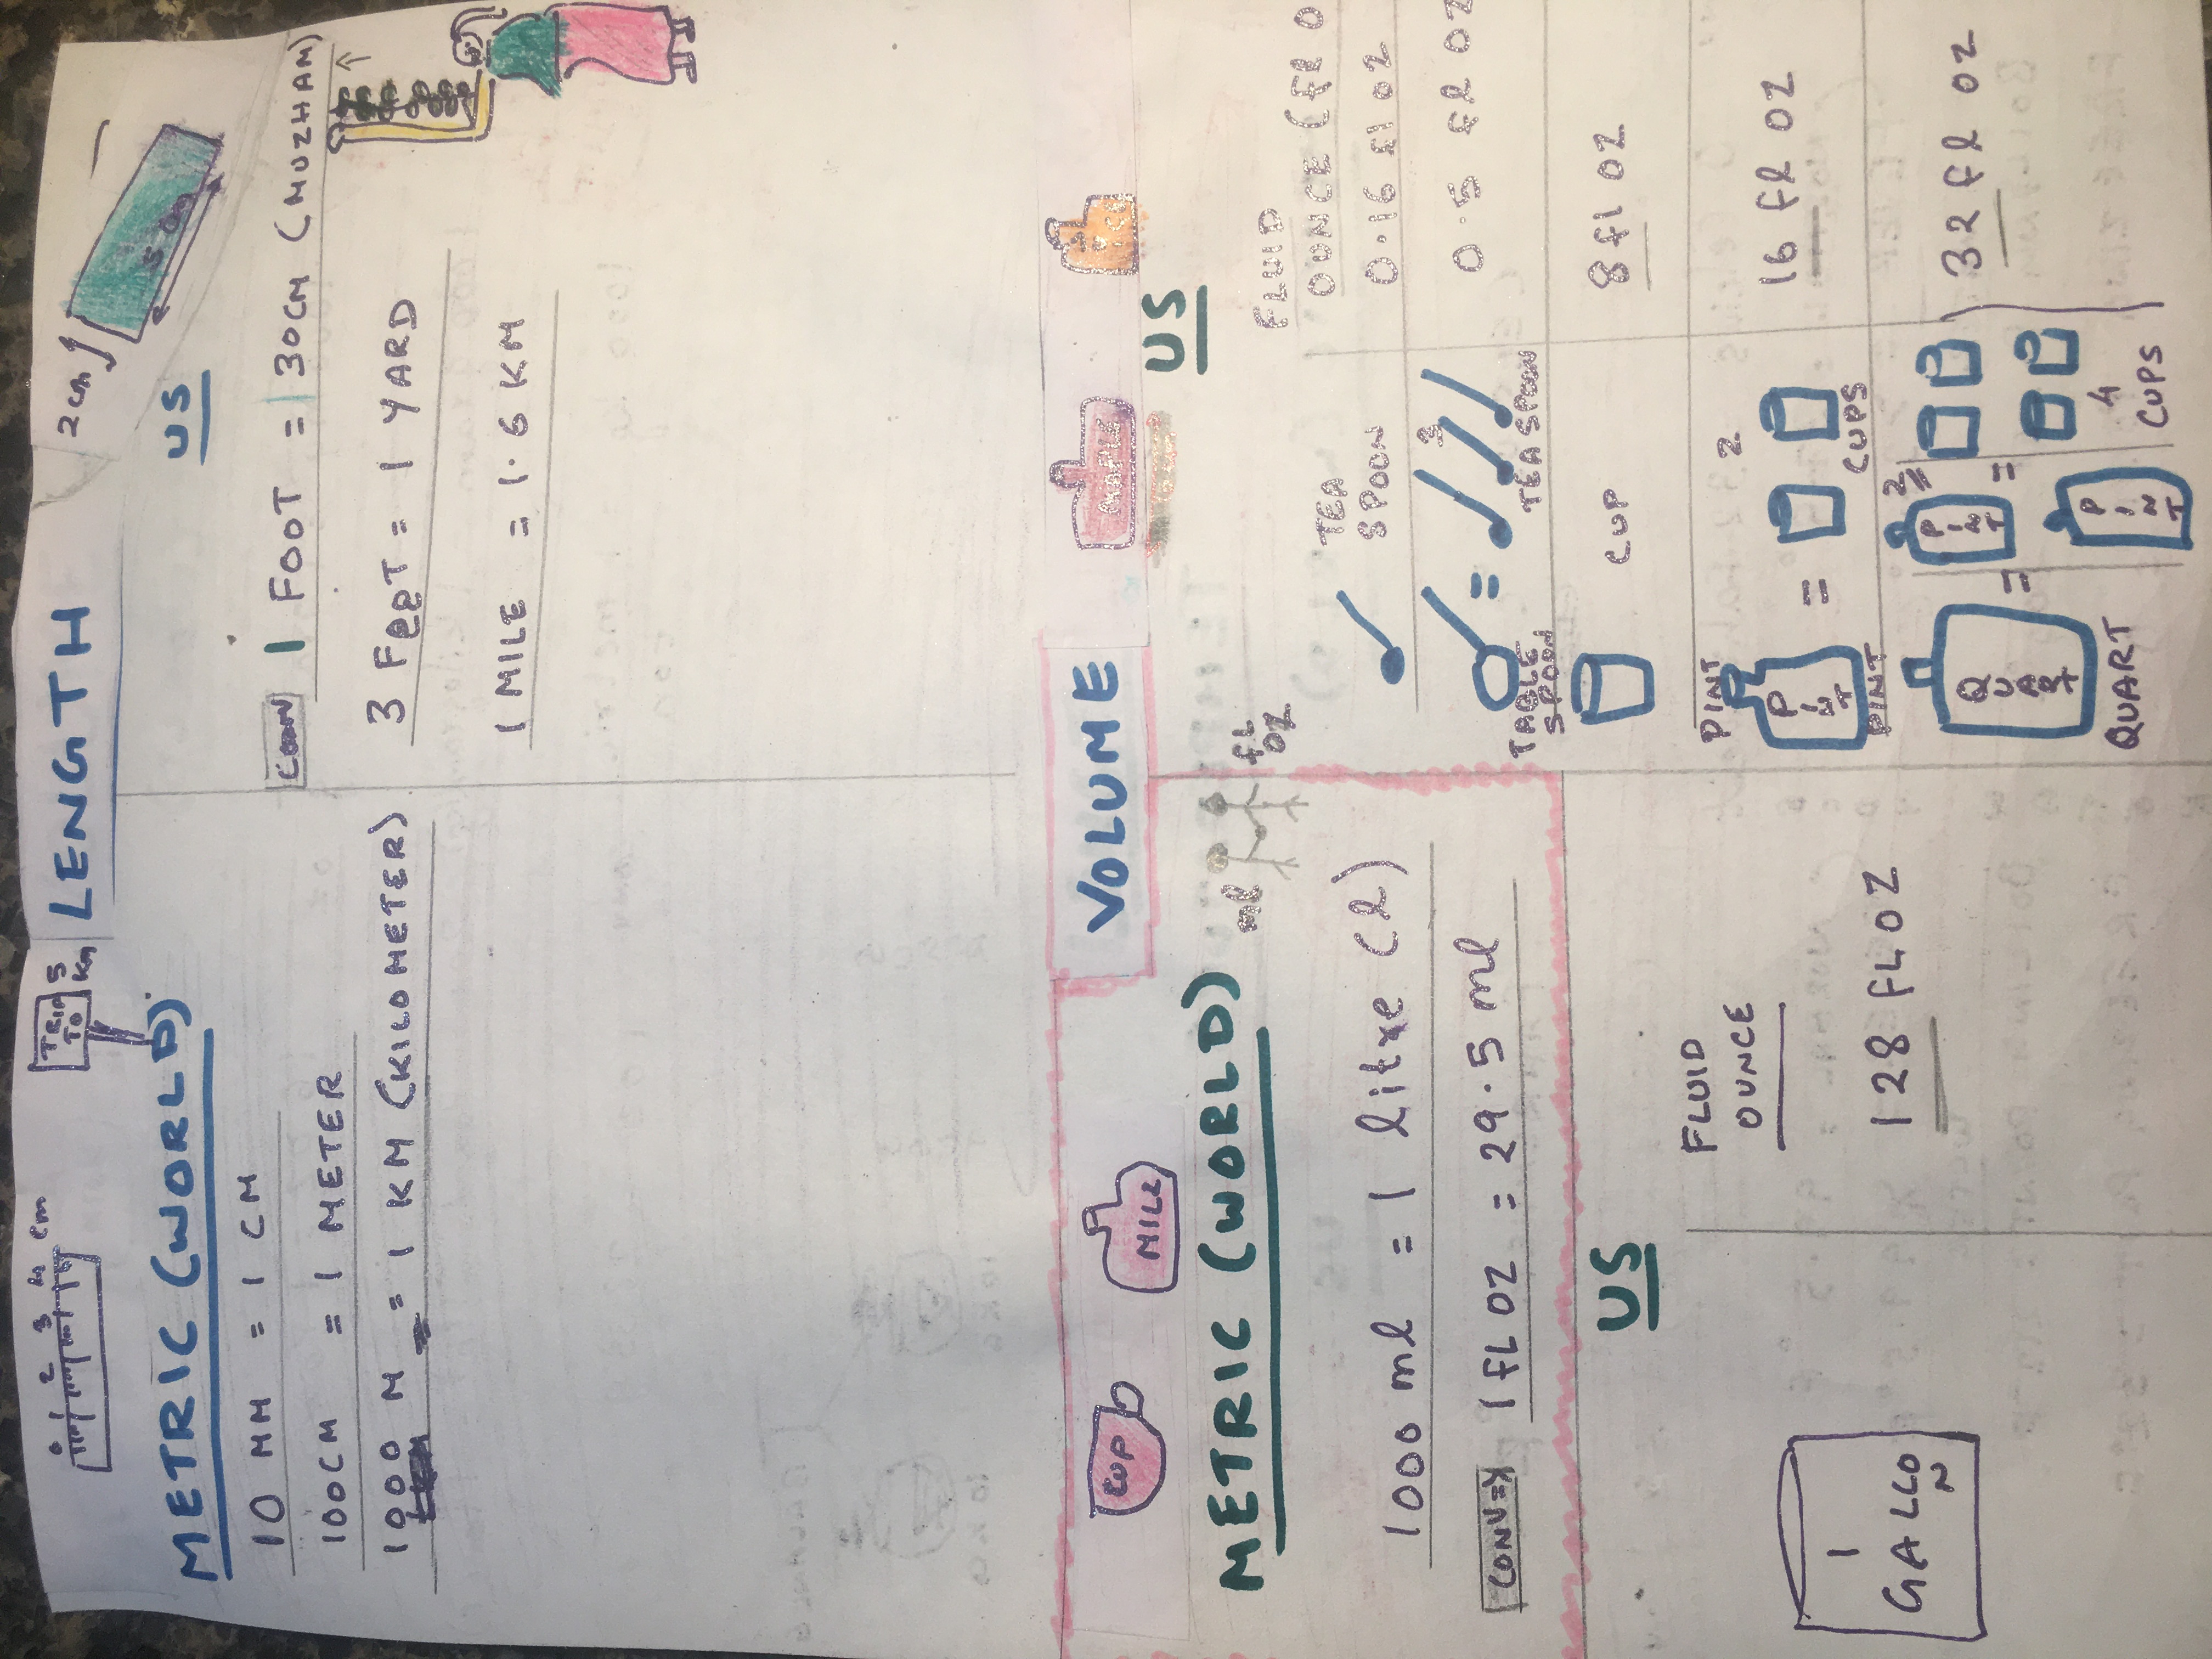 0 1 2 3 4 cm
TRIP
TO
5
Km
LENGTH
2cm
5 cm
METRIC (WORLD)
10 MM = 1 CM
100CM = 1 METER
1000 M = 1 KM (KILOMETER)
US
CONV 1 FOOT = 30CM (MUZHAM)
3 FeeT = 1 YARD
1 MILE = 1.6 KM
VOLUME
CUP
MILK
MAPLE
METRIC (WORLD)
ml
fL
OZ
1000 ml = 1 litre (l)
1 fL OZ = 29.5 ml
US
FLUID
OUNCE (fl O
TEA
SPOON
0.16 fl oz
3
TABLE
SPOON
=
TEA SPOON
0.5 fl OZ
CUP
8 fl OZ
PINT
PINT
PINT
=
2
CUPS
16 fl OZ
QUART
QUART
=
2
PINT
PINT
=
4
CUPS
32 fl oz
US
FLUID
OUNCE
1
GALLO
N
128 FL OZ